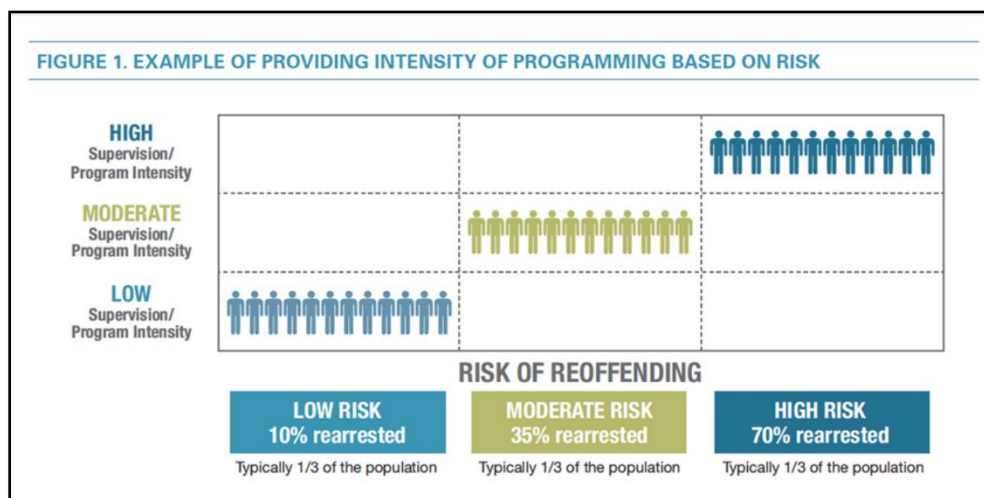 FIGURE 1. EXAMPLE OF PROVIDING INTENSITY OF PROGRAMMING BASED ON RISK
HIGH
Supervision/
Program Intensity
MODERATE
Supervision/
Program Intensity
LOW
Supervision/
Program Intensity
RISK OF REOFFENDING
LOW RISK
10% rearrested
Typically 1/3 of the population
MODERATE RISK
35% rearrested
Typically 1/3 of the population
HIGH RISK
70% rearrested
Typically 1/3 of the population